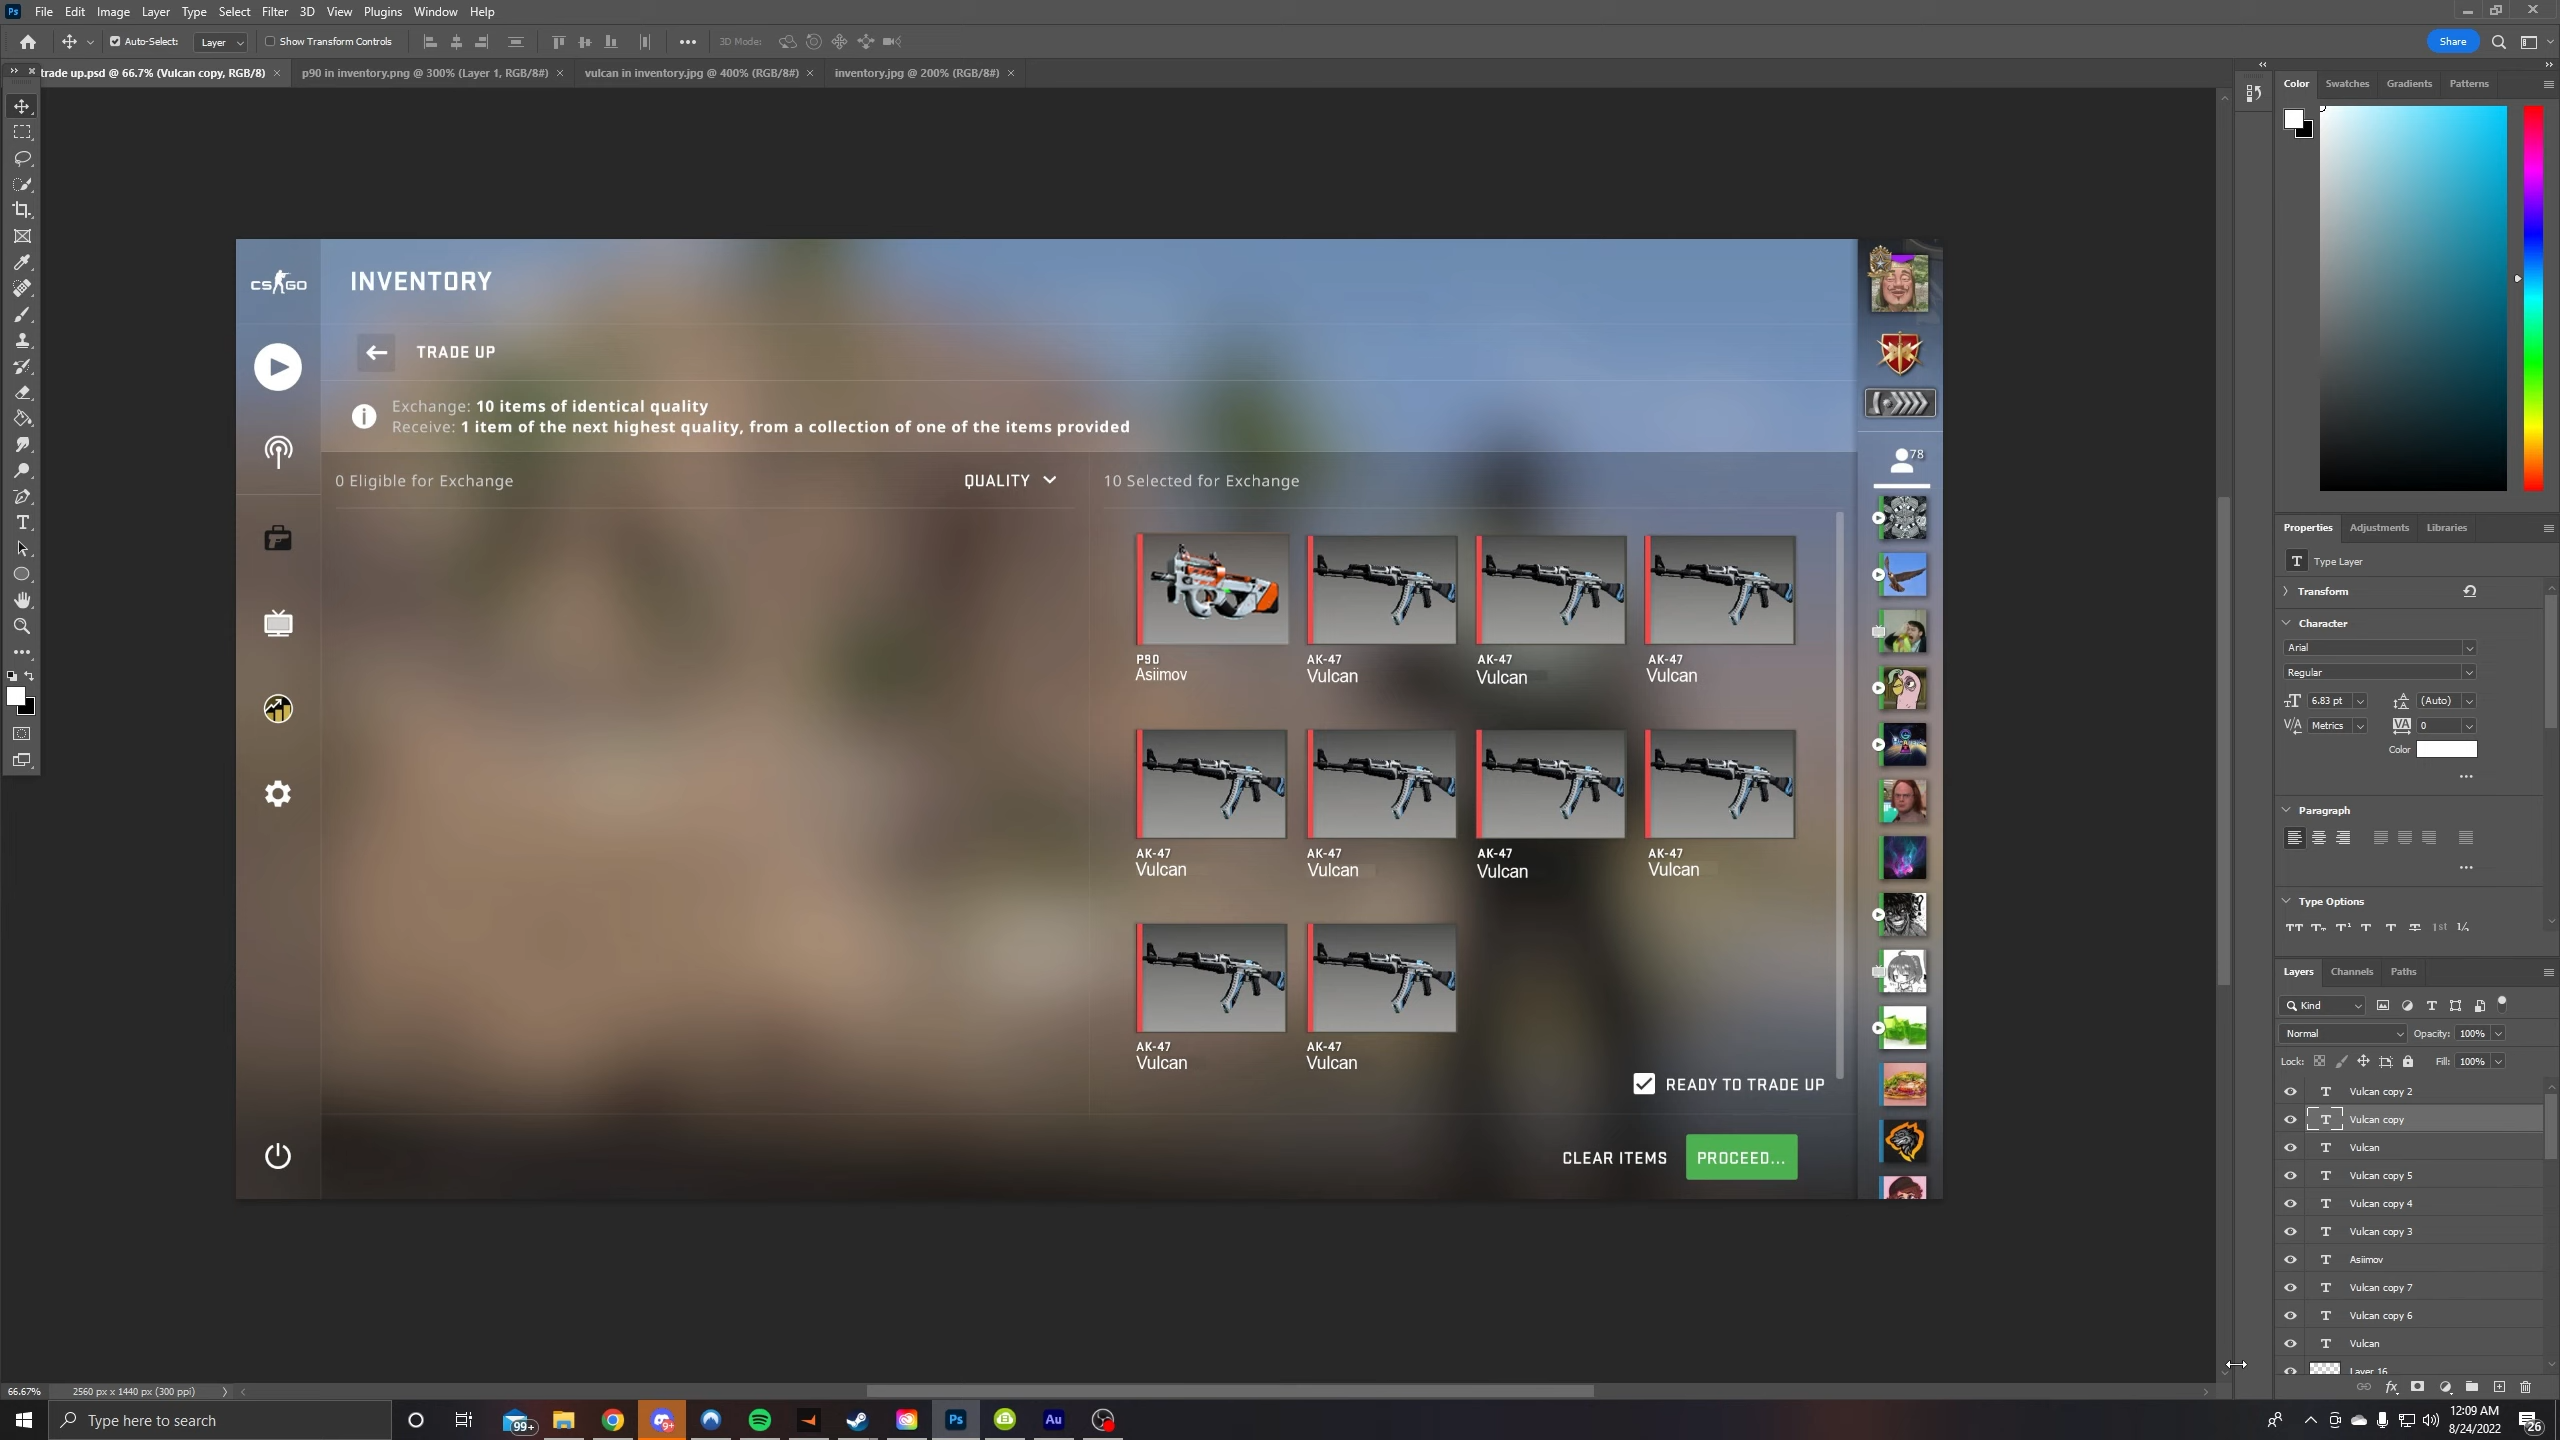 Ps File Edit Image Layer Type Select Filter 3D View Plugins Window Help
Auto-Select: Layer Show Transform Controls 3D Mode: Share
trade up.psd @ 66.7% (Vulcan copy, RGB/8)
p90 in inventory.png @ 300% (Layer 1, RGB/8#)
vulcan in inventory.jpg @ 400% (RGB/8#)
inventory.jpg @ 200% (RGB/8#)
Color Swatches Gradients Patterns
CS GO
INVENTORY
TRADE UP
Exchange: 10 items of identical quality
Receive: 1 item of the next highest quality, from a collection of one of the items provided
78
0 Eligible for Exchange
QUALITY
10 Selected for Exchange
P90 AK-47 AK-47 AK-47
Asiimov Vulcan Vulcan Vulcan
AK-47 AK-47 AK-47 AK-47
Vulcan Vulcan Vulcan Vulcan
AK-47 AK-47
Vulcan Vulcan
READY TO TRADE UP
CLEAR ITEMS PROCEED...
Properties Adjustments Libraries
T Type Layer
Transform
Character
Arial
Regular
6.83 pt (Auto)
Metrics 0
Color
Paragraph
Type Options
Layers Channels Paths
Kind
Normal Opacity: 100%
Lock: Fill: 100%
T Vulcan copy 2
T Vulcan copy
T Vulcan
T Vulcan copy 5
T Vulcan copy 4
T Vulcan copy 3
T Asiimov
T Vulcan copy 7
T Vulcan copy 6
T Vulcan
Layer 16
66.67% 2560 px x 1440 px (300 ppi)
Type here to search
99+
9+
Ps
Au
12:09 AM
8/24/2022
26